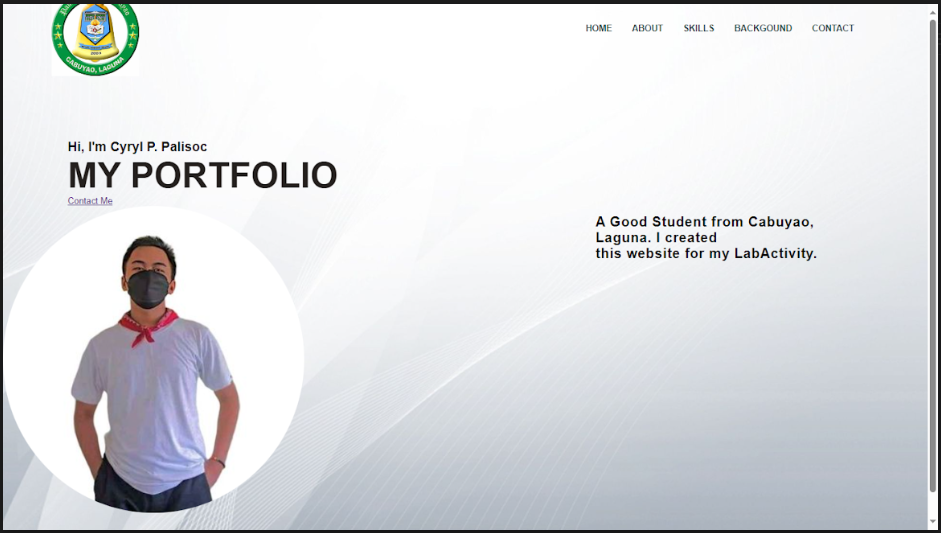 CABUYAO, LAGUNA
HOME ABOUT SKILLS BACKGOUND CONTACT
Hi, I'm Cyryl P. Palisoc
MY PORTFOLIO
Contact Me
A Good Student from Cabuyao,
Laguna. I created
this website for my LabActivity.